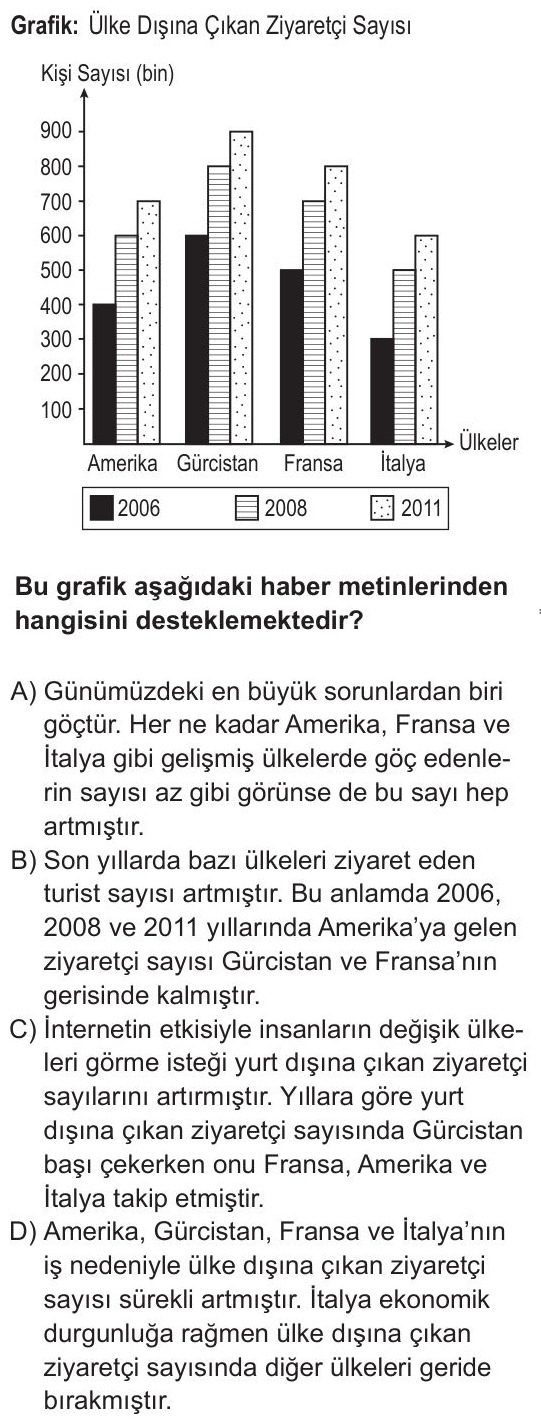 Grafik: Ülke Dışına Çıkan Ziyaretçi Sayısı
Kişi Sayısı (bin)
900
800
700
600
500
400
300
200
100
Ülkeler
Amerika Gürcistan Fransa İtalya
2006 2008 2011
Bu grafik aşağıdaki haber metinlerinden
hangisini desteklemektedir?
A) Günümüzdeki en büyük sorunlardan biri
göçtür. Her ne kadar Amerika, Fransa ve
İtalya gibi gelişmiş ülkelerde göç edenle-
rin sayısı az gibi görünse de bu sayı hep
artmıştır.
B) Son yıllarda bazı ülkeleri ziyaret eden
turist sayısı artmıştır. Bu anlamda 2006,
2008 ve 2011 yıllarında Amerika’ya gelen
ziyaretçi sayısı Gürcistan ve Fransa’nın
gerisinde kalmıştır.
C) İnternetin etkisiyle insanların değişik ülke-
leri görme isteği yurt dışına çıkan ziyaretçi
sayılarını artırmıştır. Yıllara göre yurt
dışına çıkan ziyaretçi sayısında Gürcistan
başı çekerken onu Fransa, Amerika ve
İtalya takip etmiştir.
D) Amerika, Gürcistan, Fransa ve İtalya’nın
iş nedeniyle ülke dışına çıkan ziyaretçi
sayısı sürekli artmıştır. İtalya ekonomik
durgunluğa rağmen ülke dışına çıkan
ziyaretçi sayısında diğer ülkeleri geride
bırakmıştır.